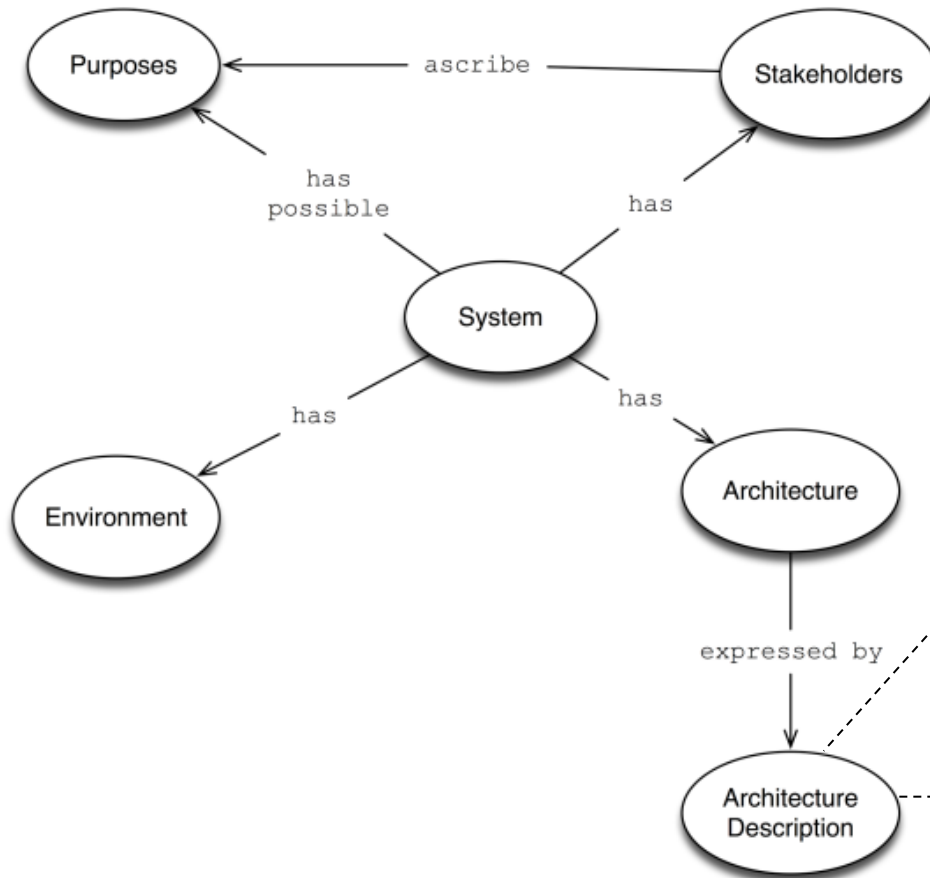 Purposes
ascribe
Stakeholders
has
possible
has
System
has
has
Environment
Architecture
expressed by
Architecture
Description